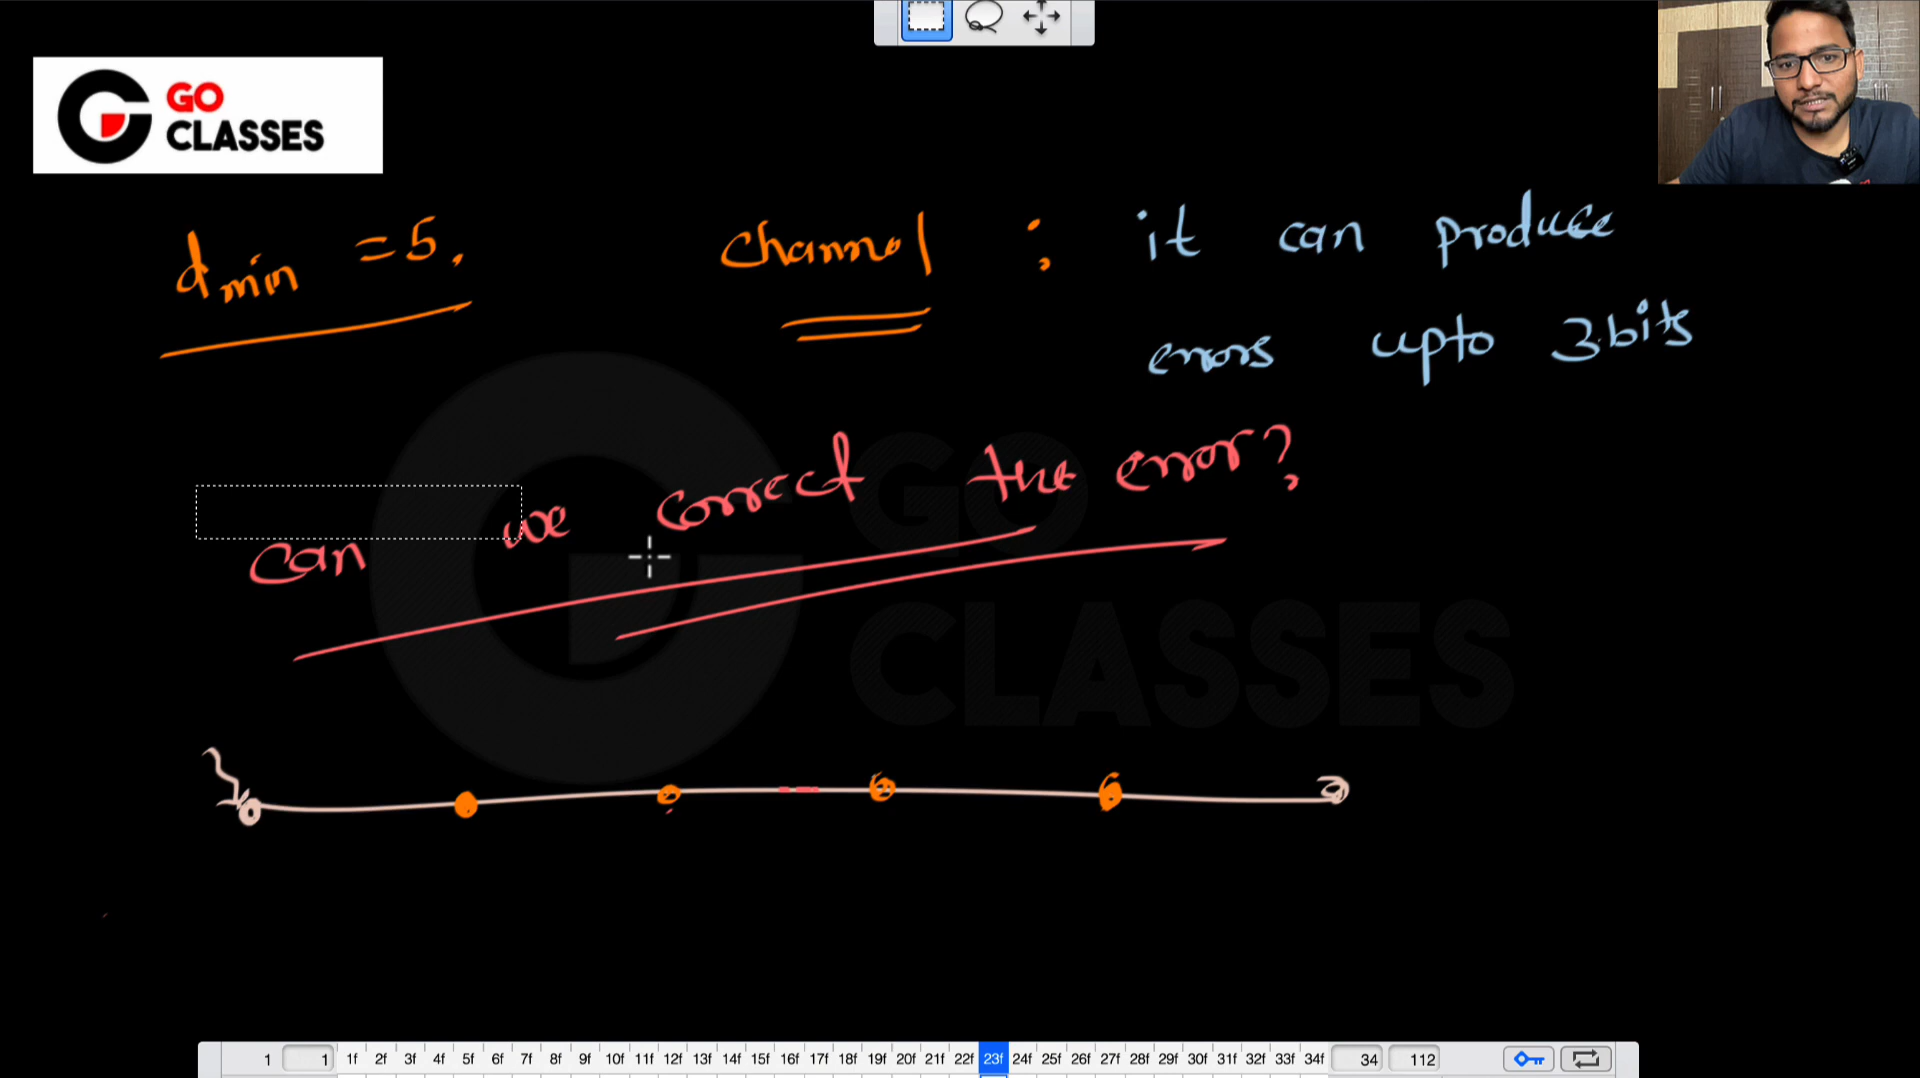 GO
CLASSES
dmin = 5. channel : it can produce
errors upto 3 bits
can we correct the error?
GO
CLASSES
1 1 1f 2f 3f 4f 5f 6f 7f 8f 9f 10f 11f 12f 13f 14f 15f 16f 17f 18f 19f 20f 21f 22f 23f 24f 25f 26f 27f 28f 29f 30f 31f 32f 33f 34f 34 112